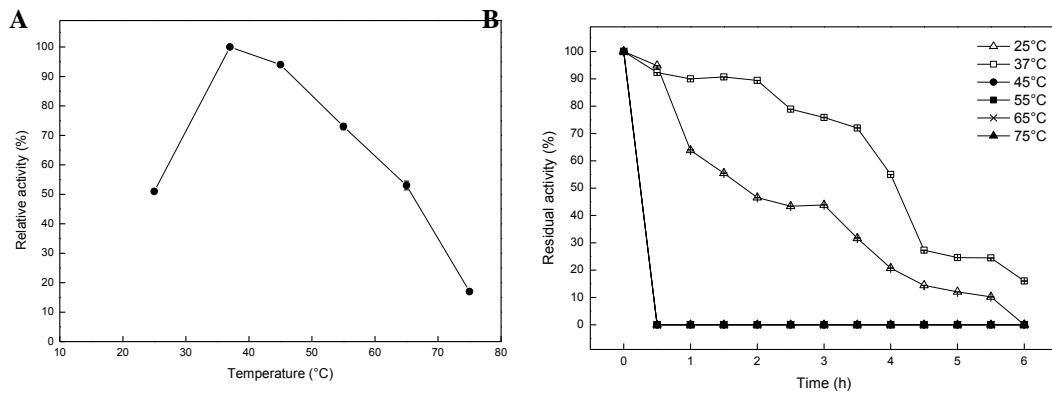 A
B
Relative activity (%)
100
90
80
70
60
50
40
30
20
10
0
10 20 30 40 50 60 70 80
Temperature (°C)
Residual activity (%)
100
90
80
70
60
50
40
30
20
10
0
0 1 2 3 4 5 6
Time (h)
25°C
37°C
45°C
55°C
65°C
75°C